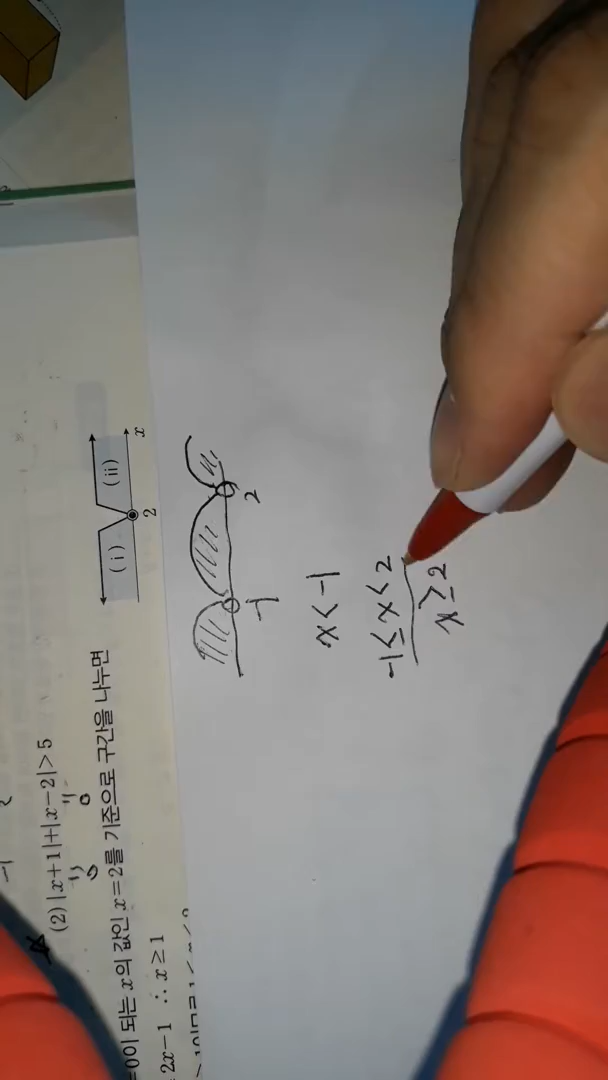 (2) |x+1|+|x-2|>5
=0이 되는 x의 값인 x=2를 기준으로 구간을 나누면
2x-1 ∴ x≥1
(i) (ii)
2 x
-1 2
x < -1
-1 ≤ x < 2
x ≥ 2